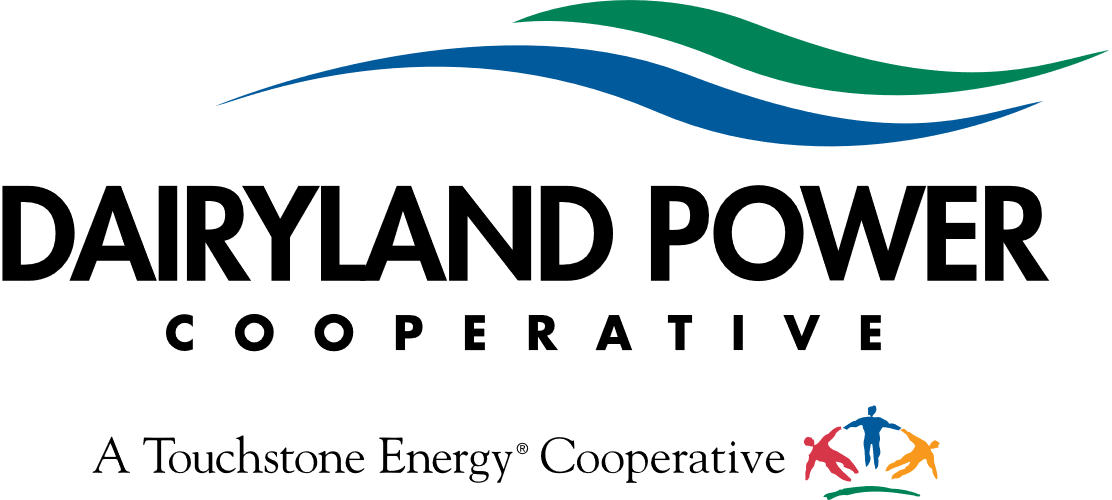 DAIRYLAND POWER
COOPERATIVE
A Touchstone Energy® Cooperative